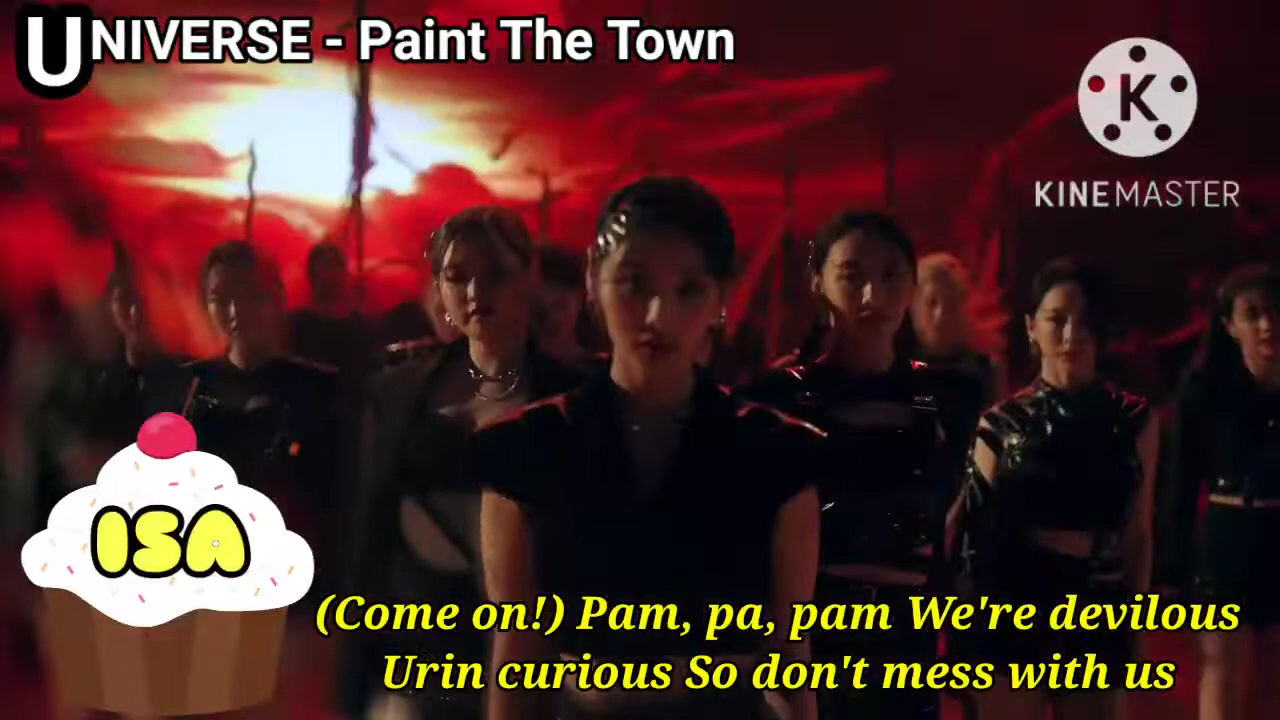 UNIVERSE - Paint The Town
K
KINEMASTER
ISA
(Come on!) Pam, pa, pam We're devilous
Urin curious So don't mess with us